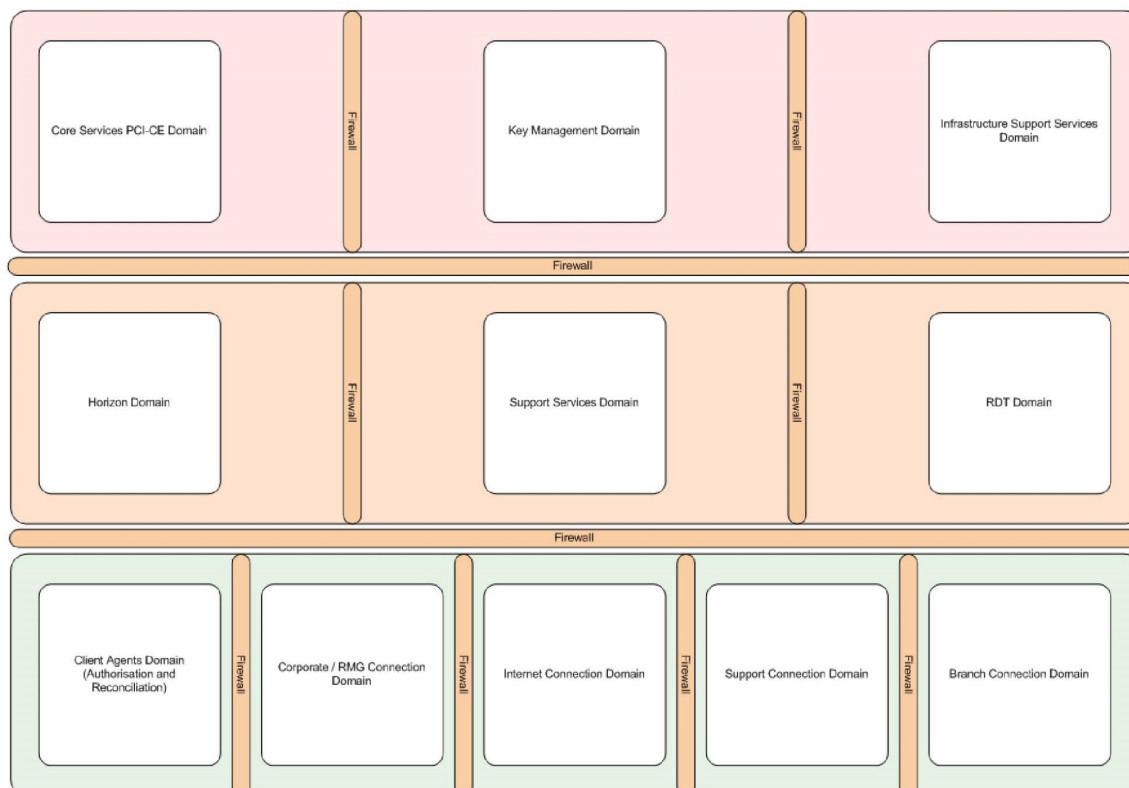 Core Services PCI-CE Domain
Firewall
Key Management Domain
Firewall
Infrastructure Support Services
Domain
Firewall
Horizon Domain
Firewall
Support Services Domain
Firewall
RDT Domain
Firewall
Client Agents Domain
(Authorisation and
Reconciliation)
Firewall
Corporate / RMG Connection
Domain
Firewall
Internet Connection Domain
Firewall
Support Connection Domain
Firewall
Branch Connection Domain